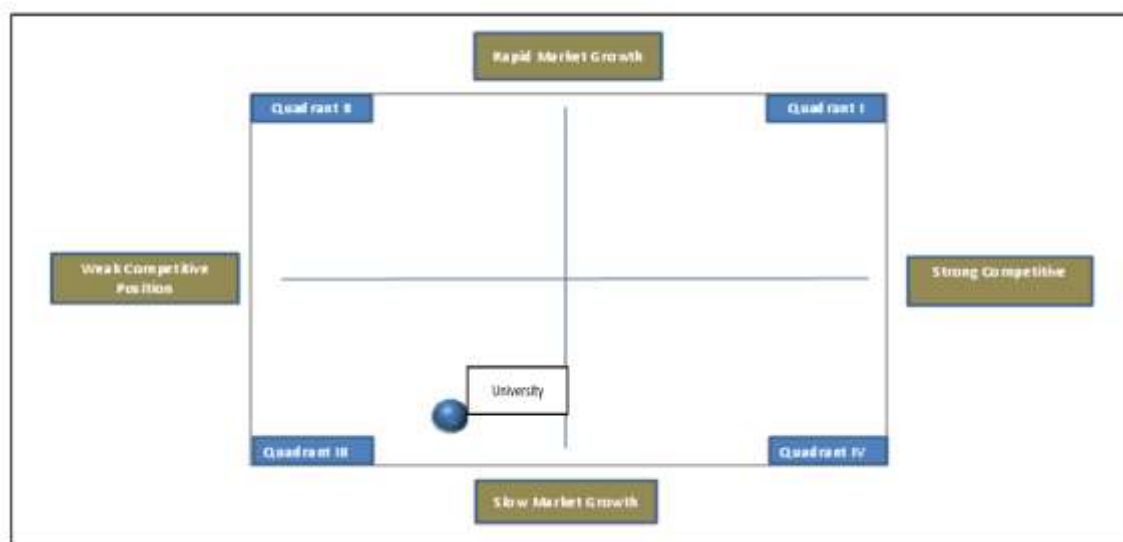 Rapid Market Growth
Quadrant II
Quadrant I
Weak Competitive
Position
Strong Competitive
University
Quadrant III
Quadrant IV
Slow Market Growth